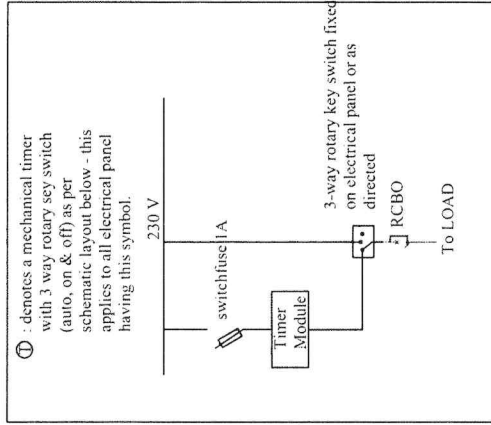 Ⓣ : denotes a mechanical timer
with 3 way rotary sey switch
(auto, on & off) as per
schematic layout below - this
applies to all electrical panel
having this symbol.
230 V
switchfuse 1A
Timer
Module
3-way rotary key switch fixed
on electrical panel or as
directed
RCBO
To LOAD